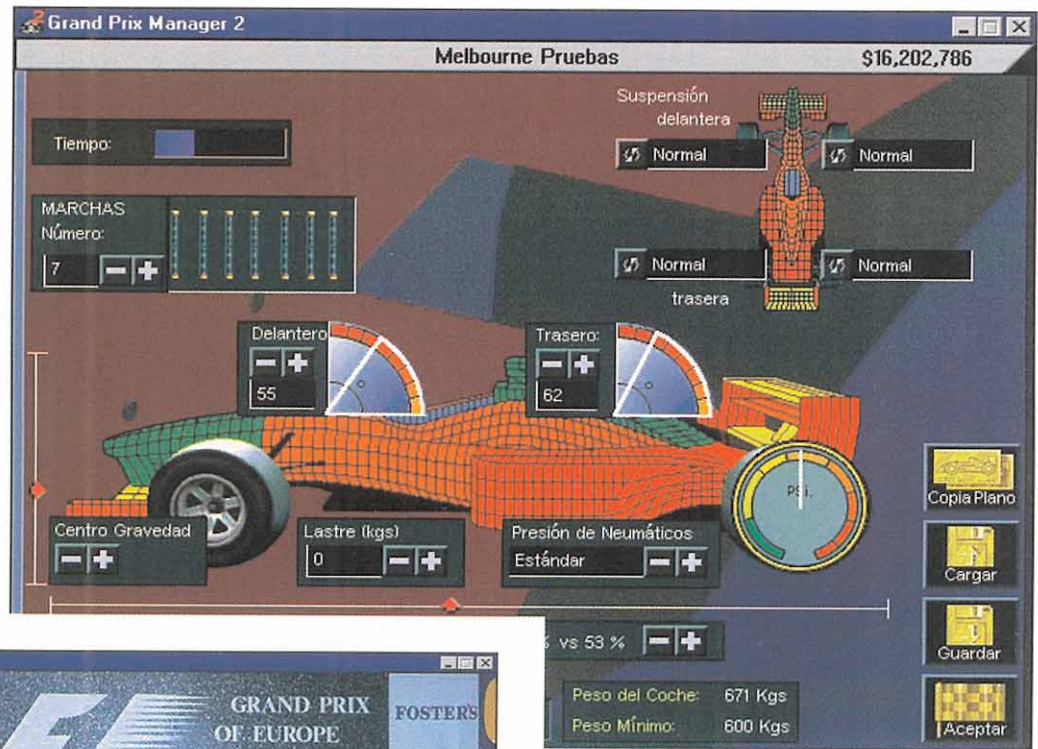 Grand Prix Manager 2
Melbourne Pruebas
$16,202,786
Suspensión
delantera
Tiempo:
Normal
Normal
MARCHAS
Número:
7
Normal
Normal
trasera
Delantero
55
Trasero:
62
PSi.
Copia Plano
Centro Gravedad
Lastre (kgs)
0
Presión de Neumáticos
Estándar
Cargar
% vs 53 %
Guardar
Peso del Coche: 671 Kgs
Peso Mínimo: 600 Kgs
Aceptar
GRAND PRIX
OF EUROPE
FOSTER'S